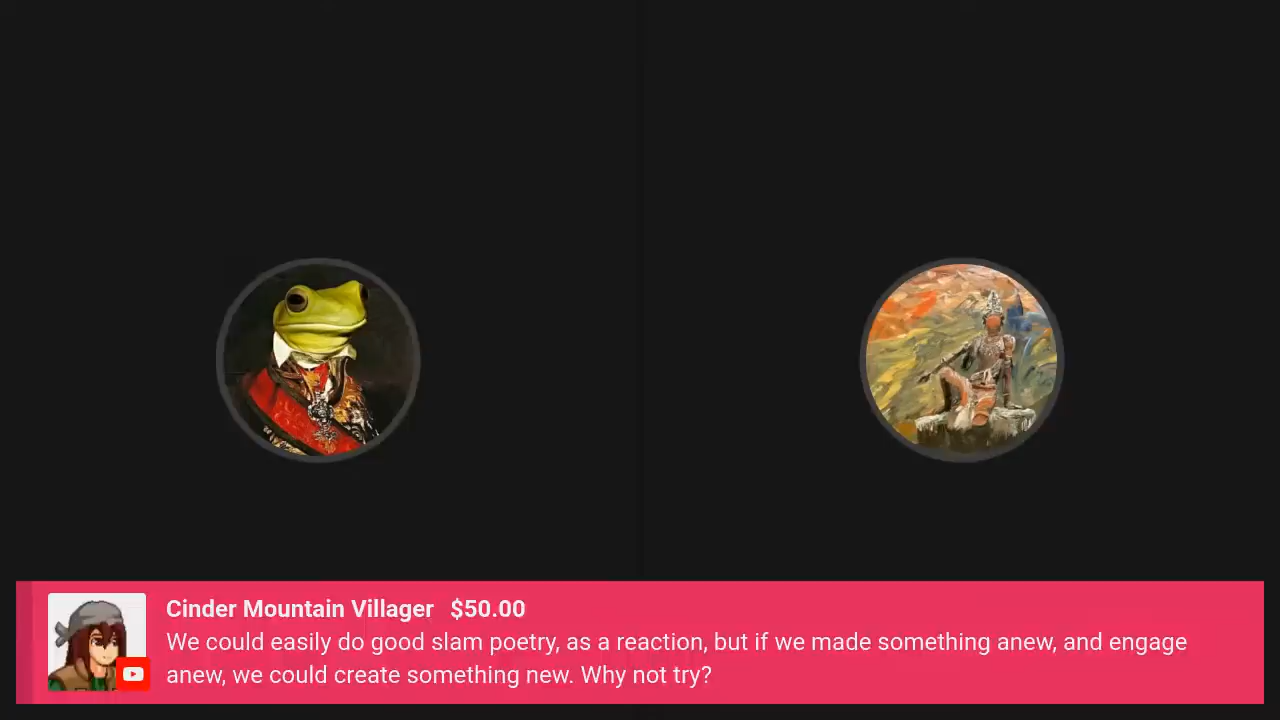 Cinder Mountain Villager $50.00
We could easily do good slam poetry, as a reaction, but if we made something anew, and engage
anew, we could create something new. Why not try?